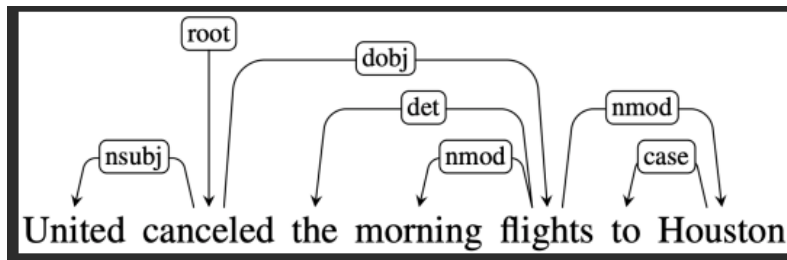 root
dobj
det
nmod
nsubj
nmod
case
United canceled the morning flights to Houston